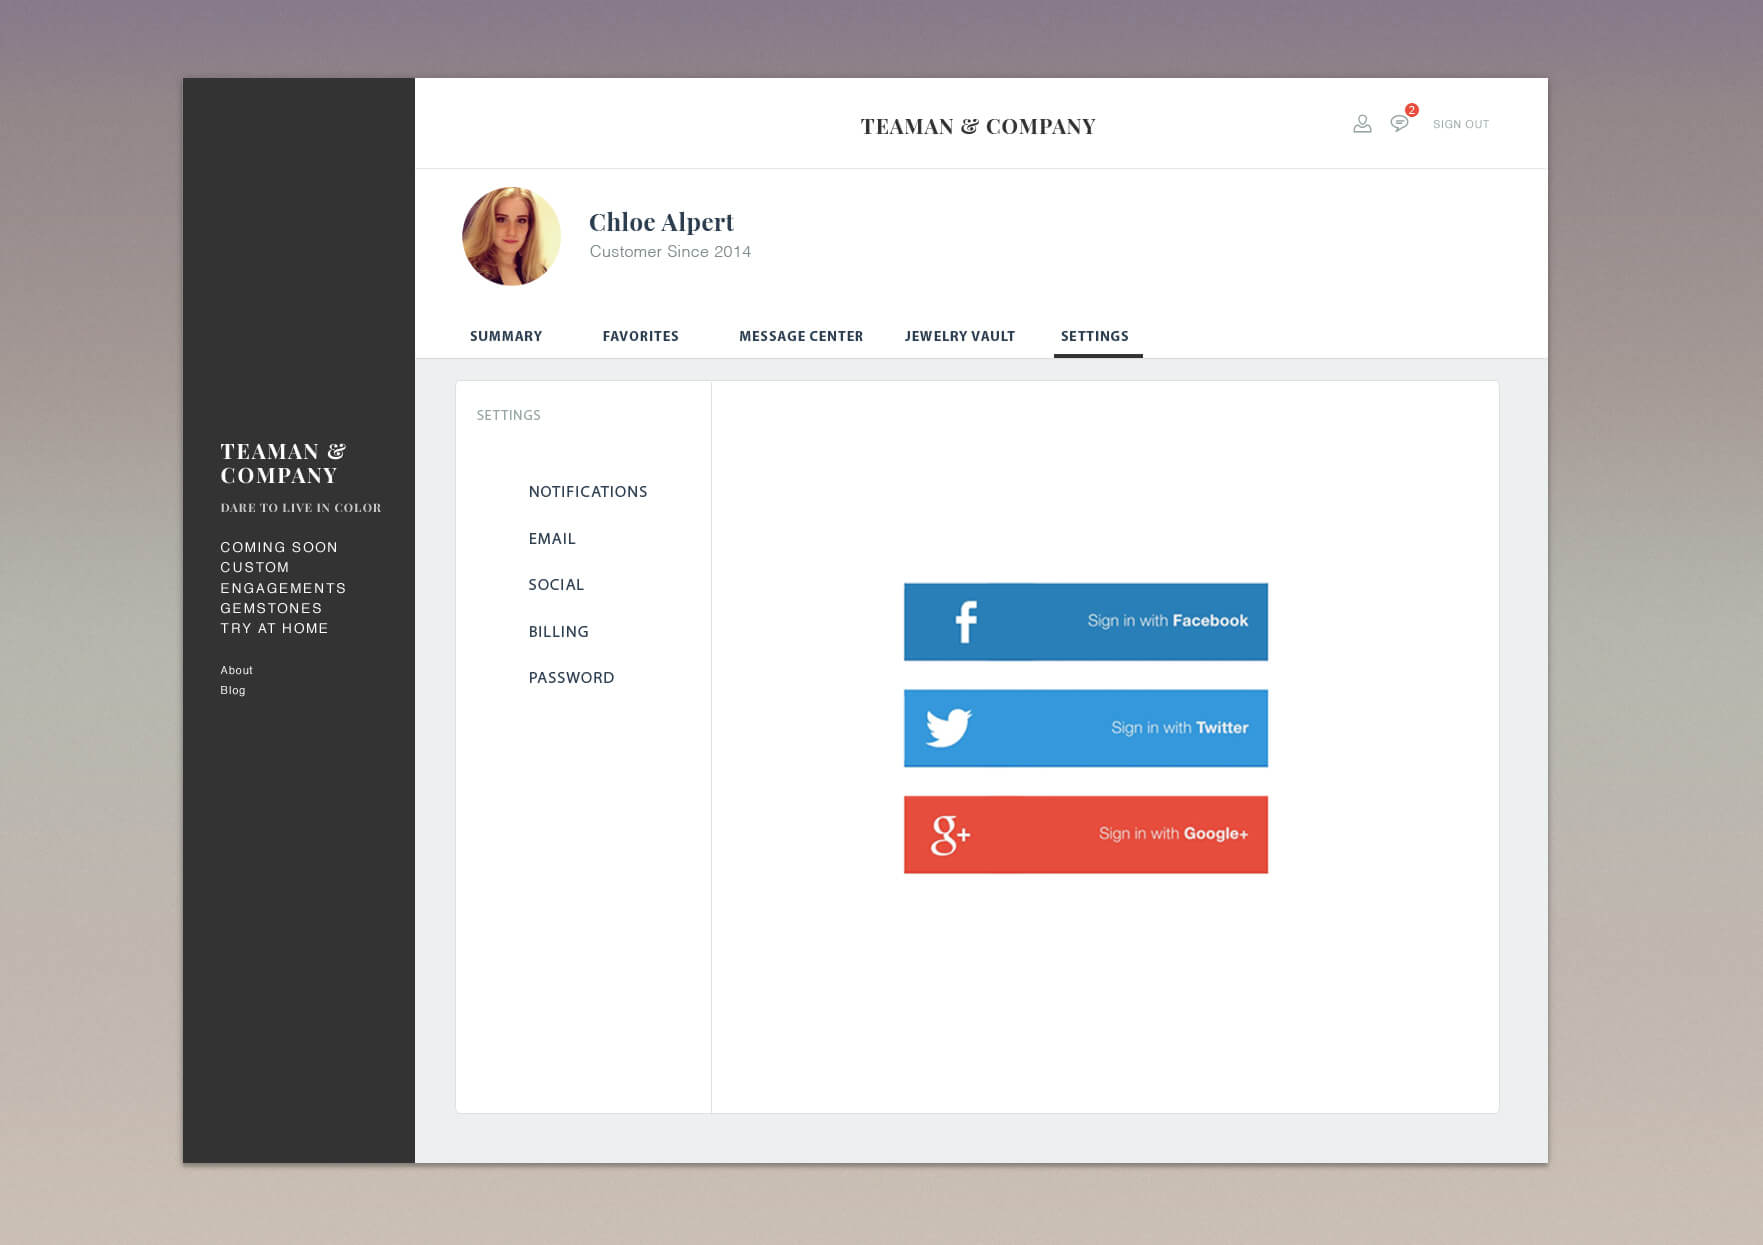 TEAMAN & COMPANY
2
SIGN OUT
Chloe Alpert
Customer Since 2014
SUMMARY FAVORITES MESSAGE CENTER JEWELRY VAULT SETTINGS
TEAMAN &
COMPANY
DARE TO LIVE IN COLOR
COMING SOON
CUSTOM
ENGAGEMENTS
GEMSTONES
TRY AT HOME
About
Blog
SETTINGS
NOTIFICATIONS
EMAIL
SOCIAL
BILLING
PASSWORD
f Sign in with Facebook
Sign in with Twitter
g+ Sign in with Google+